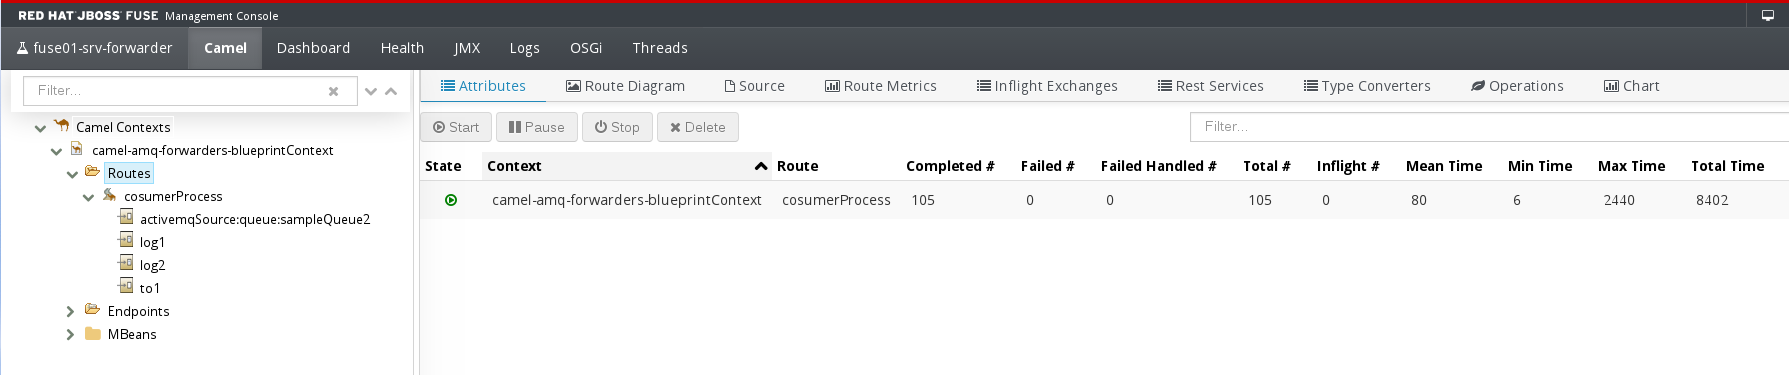 RED HAT JBOSS FUSE Management Console
fuse01-srv-forwarder Camel Dashboard Health JMX Logs OSGi Threads
Filter...
Attributes Route Diagram Source Route Metrics Inflight Exchanges Rest Services Type Converters Operations Chart
Start Pause Stop Delete Filter...
Camel Contexts
camel-amq-forwarders-blueprintContext
Routes
cosumerProcess
activemqSource:queue:sampleQueue2
log1
log2
to1
Endpoints
MBeans
State Context Route Completed # Failed # Failed Handled # Total # Inflight # Mean Time Min Time Max Time Total Time
camel-amq-forwarders-blueprintContext cosumerProcess 105 0 0 105 0 80 6 2440 8402